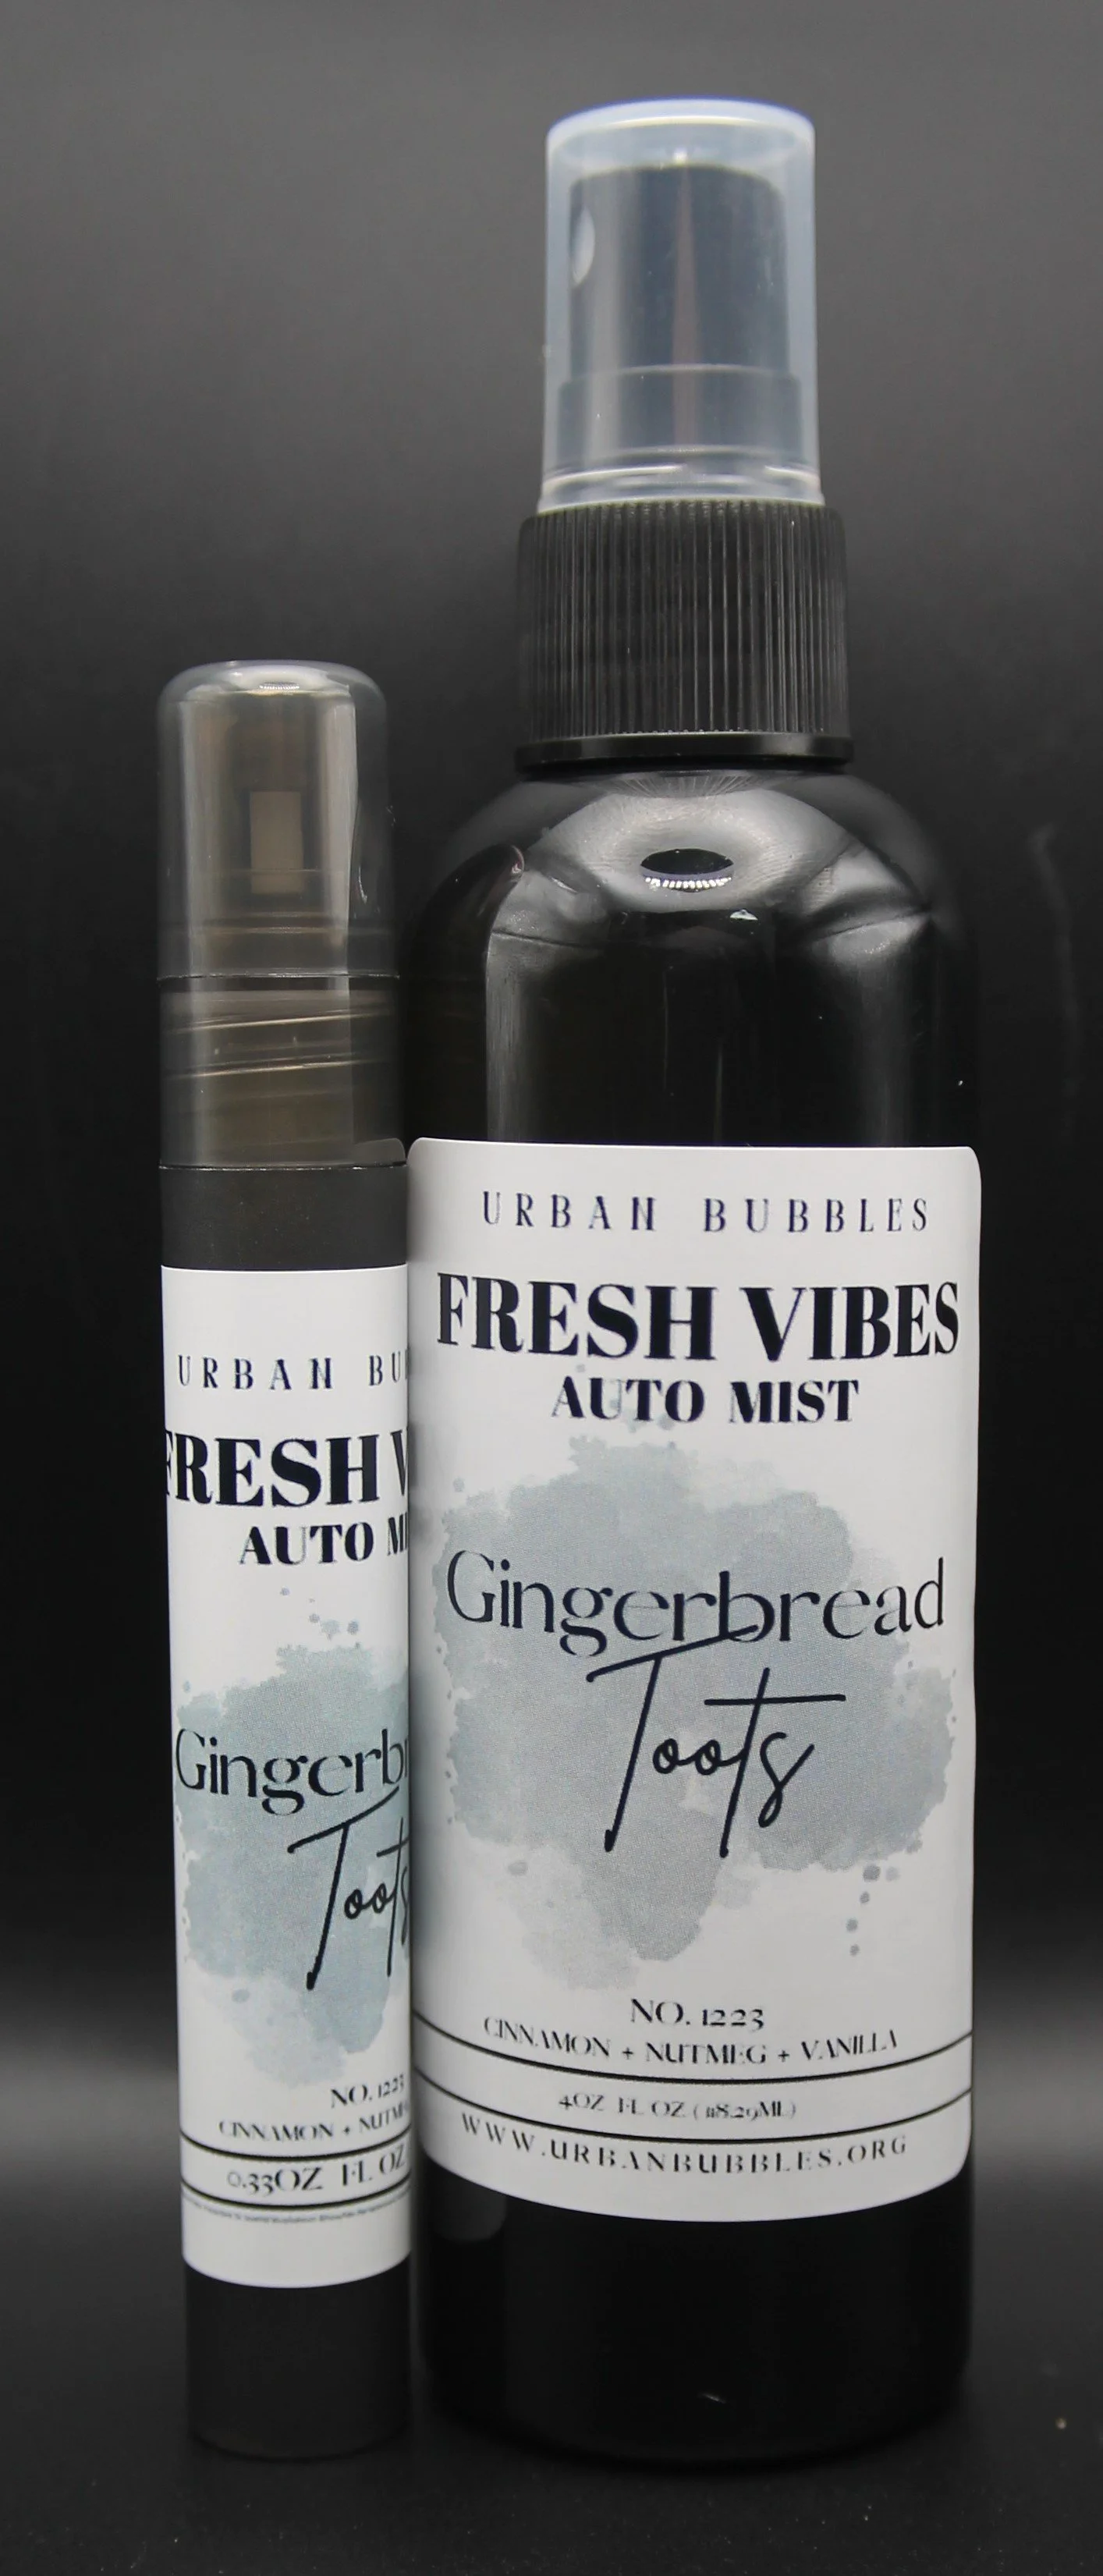 URBAN BUBBLES
FRESH VIBES
AUTO MIST
Gingerbread
Toots
NO. 1223
CINNAMON + NUTMEG + VANILLA
4OZ FL OZ (118.29ML)
WWW.URBANBUBBLES.ORG
URBAN BU
FRESH V
AUTO MI
Gingerbr
Toots
NO. 1223
CINNAMON + NUTM
0.33OZ FL OZ